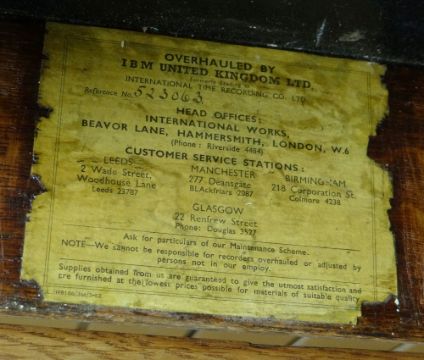 OVERHAULED BY
IBM UNITED KINGDOM LTD.
formerly known as
INTERNATIONAL TIME RECORDING CO. LTD.
Reference No. 523063
HEAD OFFICES:
INTERNATIONAL WORKS,
BEAVOR LANE, HAMMERSMITH, LONDON, W.6
(Phone: Riverside 4484)
CUSTOMER SERVICE STATIONS:
LEEDS
2 Wade Street,
Woodhouse Lane
Leeds 23787
MANCHESTER
277 Deansgate
BLAckfriars 2987
BIRMINGHAM
218 Corporation St.
Colmore 4238
GLASGOW
22 Renfrew Street
Phone: Douglas 3527
Ask for particulars of our Maintenance Scheme.
NOTE—We cannot be responsible for recorders overhauled or adjusted by
persons not in our employ.
Supplies obtained from us are guaranteed to give the utmost satisfaction and
are furnished at the lowest prices possible for materials of suitable quality